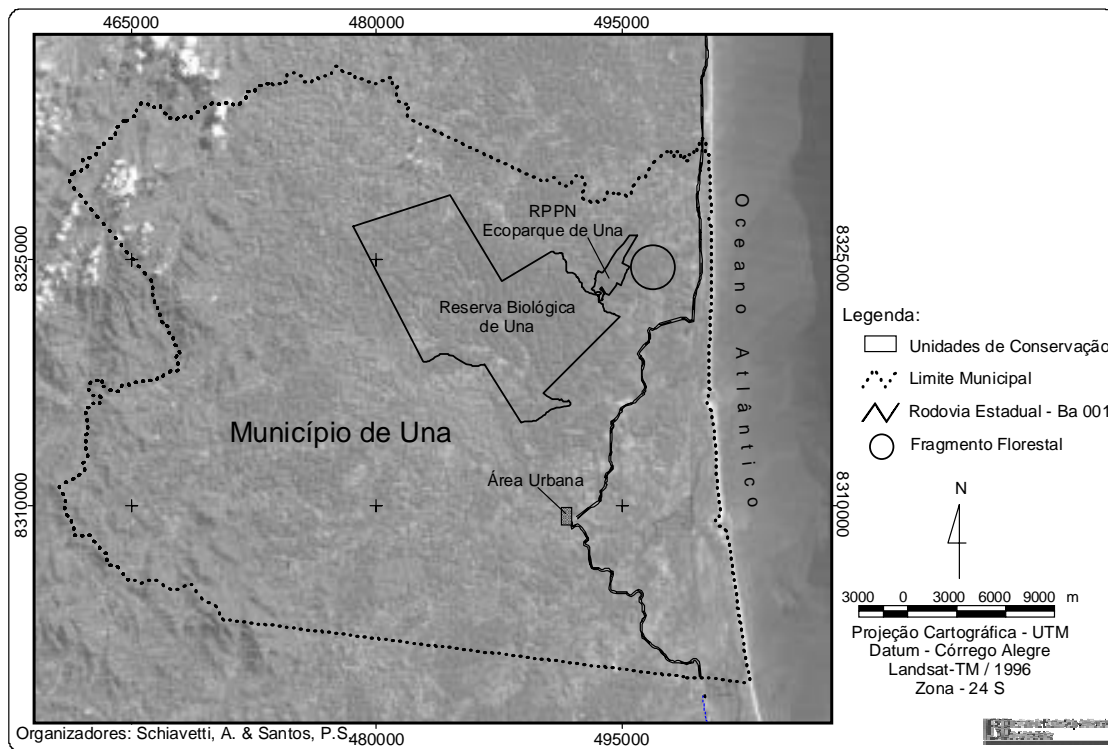 465000 480000 495000
8325000
8310000
8325000
8310000
RPPN
Ecoparque de Una
Reserva Biológica
de Una
Município de Una
Área Urbana
Oceano Atlântico
Legenda:
Unidades de Conservação
Limite Municipal
Rodovia Estadual - Ba 001
Fragmento Florestal
N
3000 0 3000 6000 9000 m
Projeção Cartográfica - UTM
Datum - Córrego Alegre
Landsat-TM / 1996
Zona - 24 S
Organizadores: Schiavetti, A. & Santos, P.S.
480000 495000